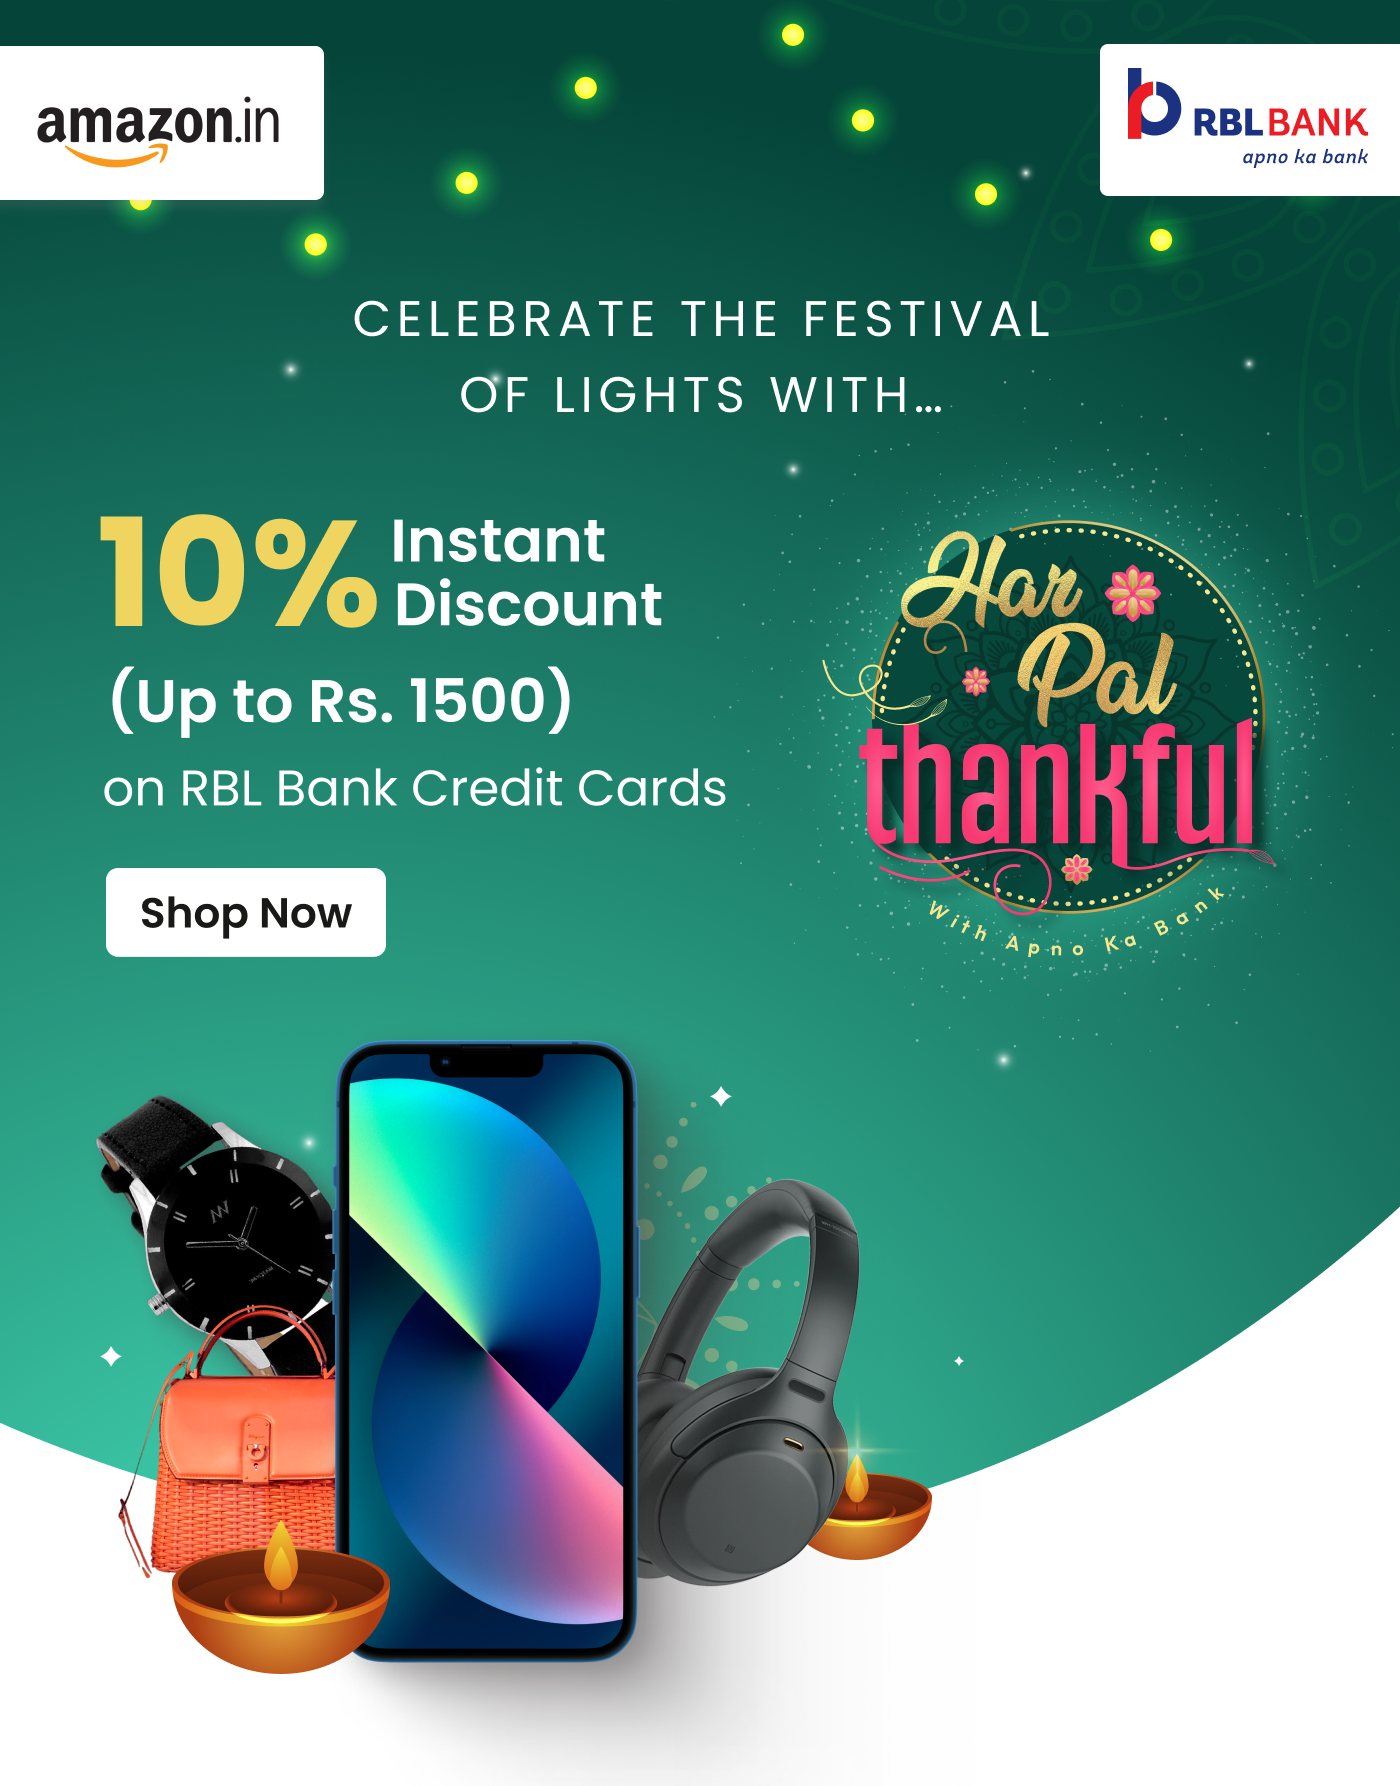 amazon.in
RBL BANK
apno ka bank
CELEBRATE THE FESTIVAL
OF LIGHTS WITH...
10% Instant
Discount
(Up to Rs. 1500)
on RBL Bank Credit Cards
Shop Now
Har
Pal
thankful
With Apno Ka Bank